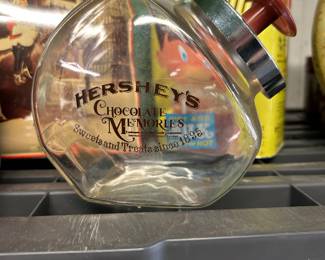 HERSHEY'S
CHOCOLATE
MEMORIES
Sweets and Treats since 1894